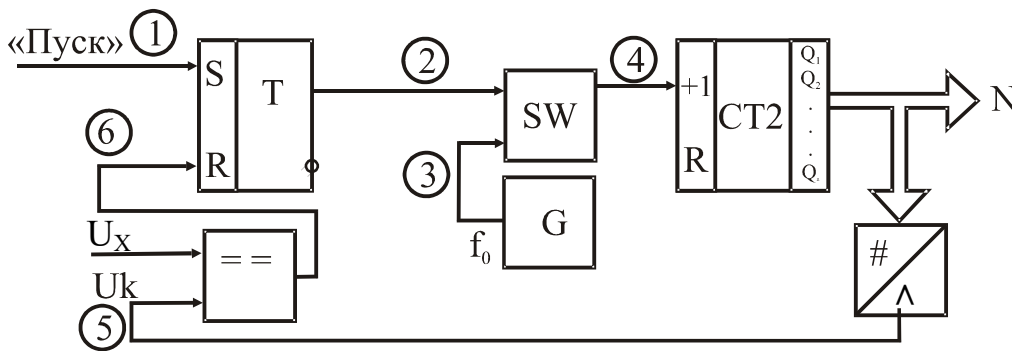 «Пуск» 1
S T
R
2
SW
4
+1 CT2
R
Q₁
Q₂
.
.
.
N
6
3
G
f₀
Uₓ
= =
Uk
5
#
^